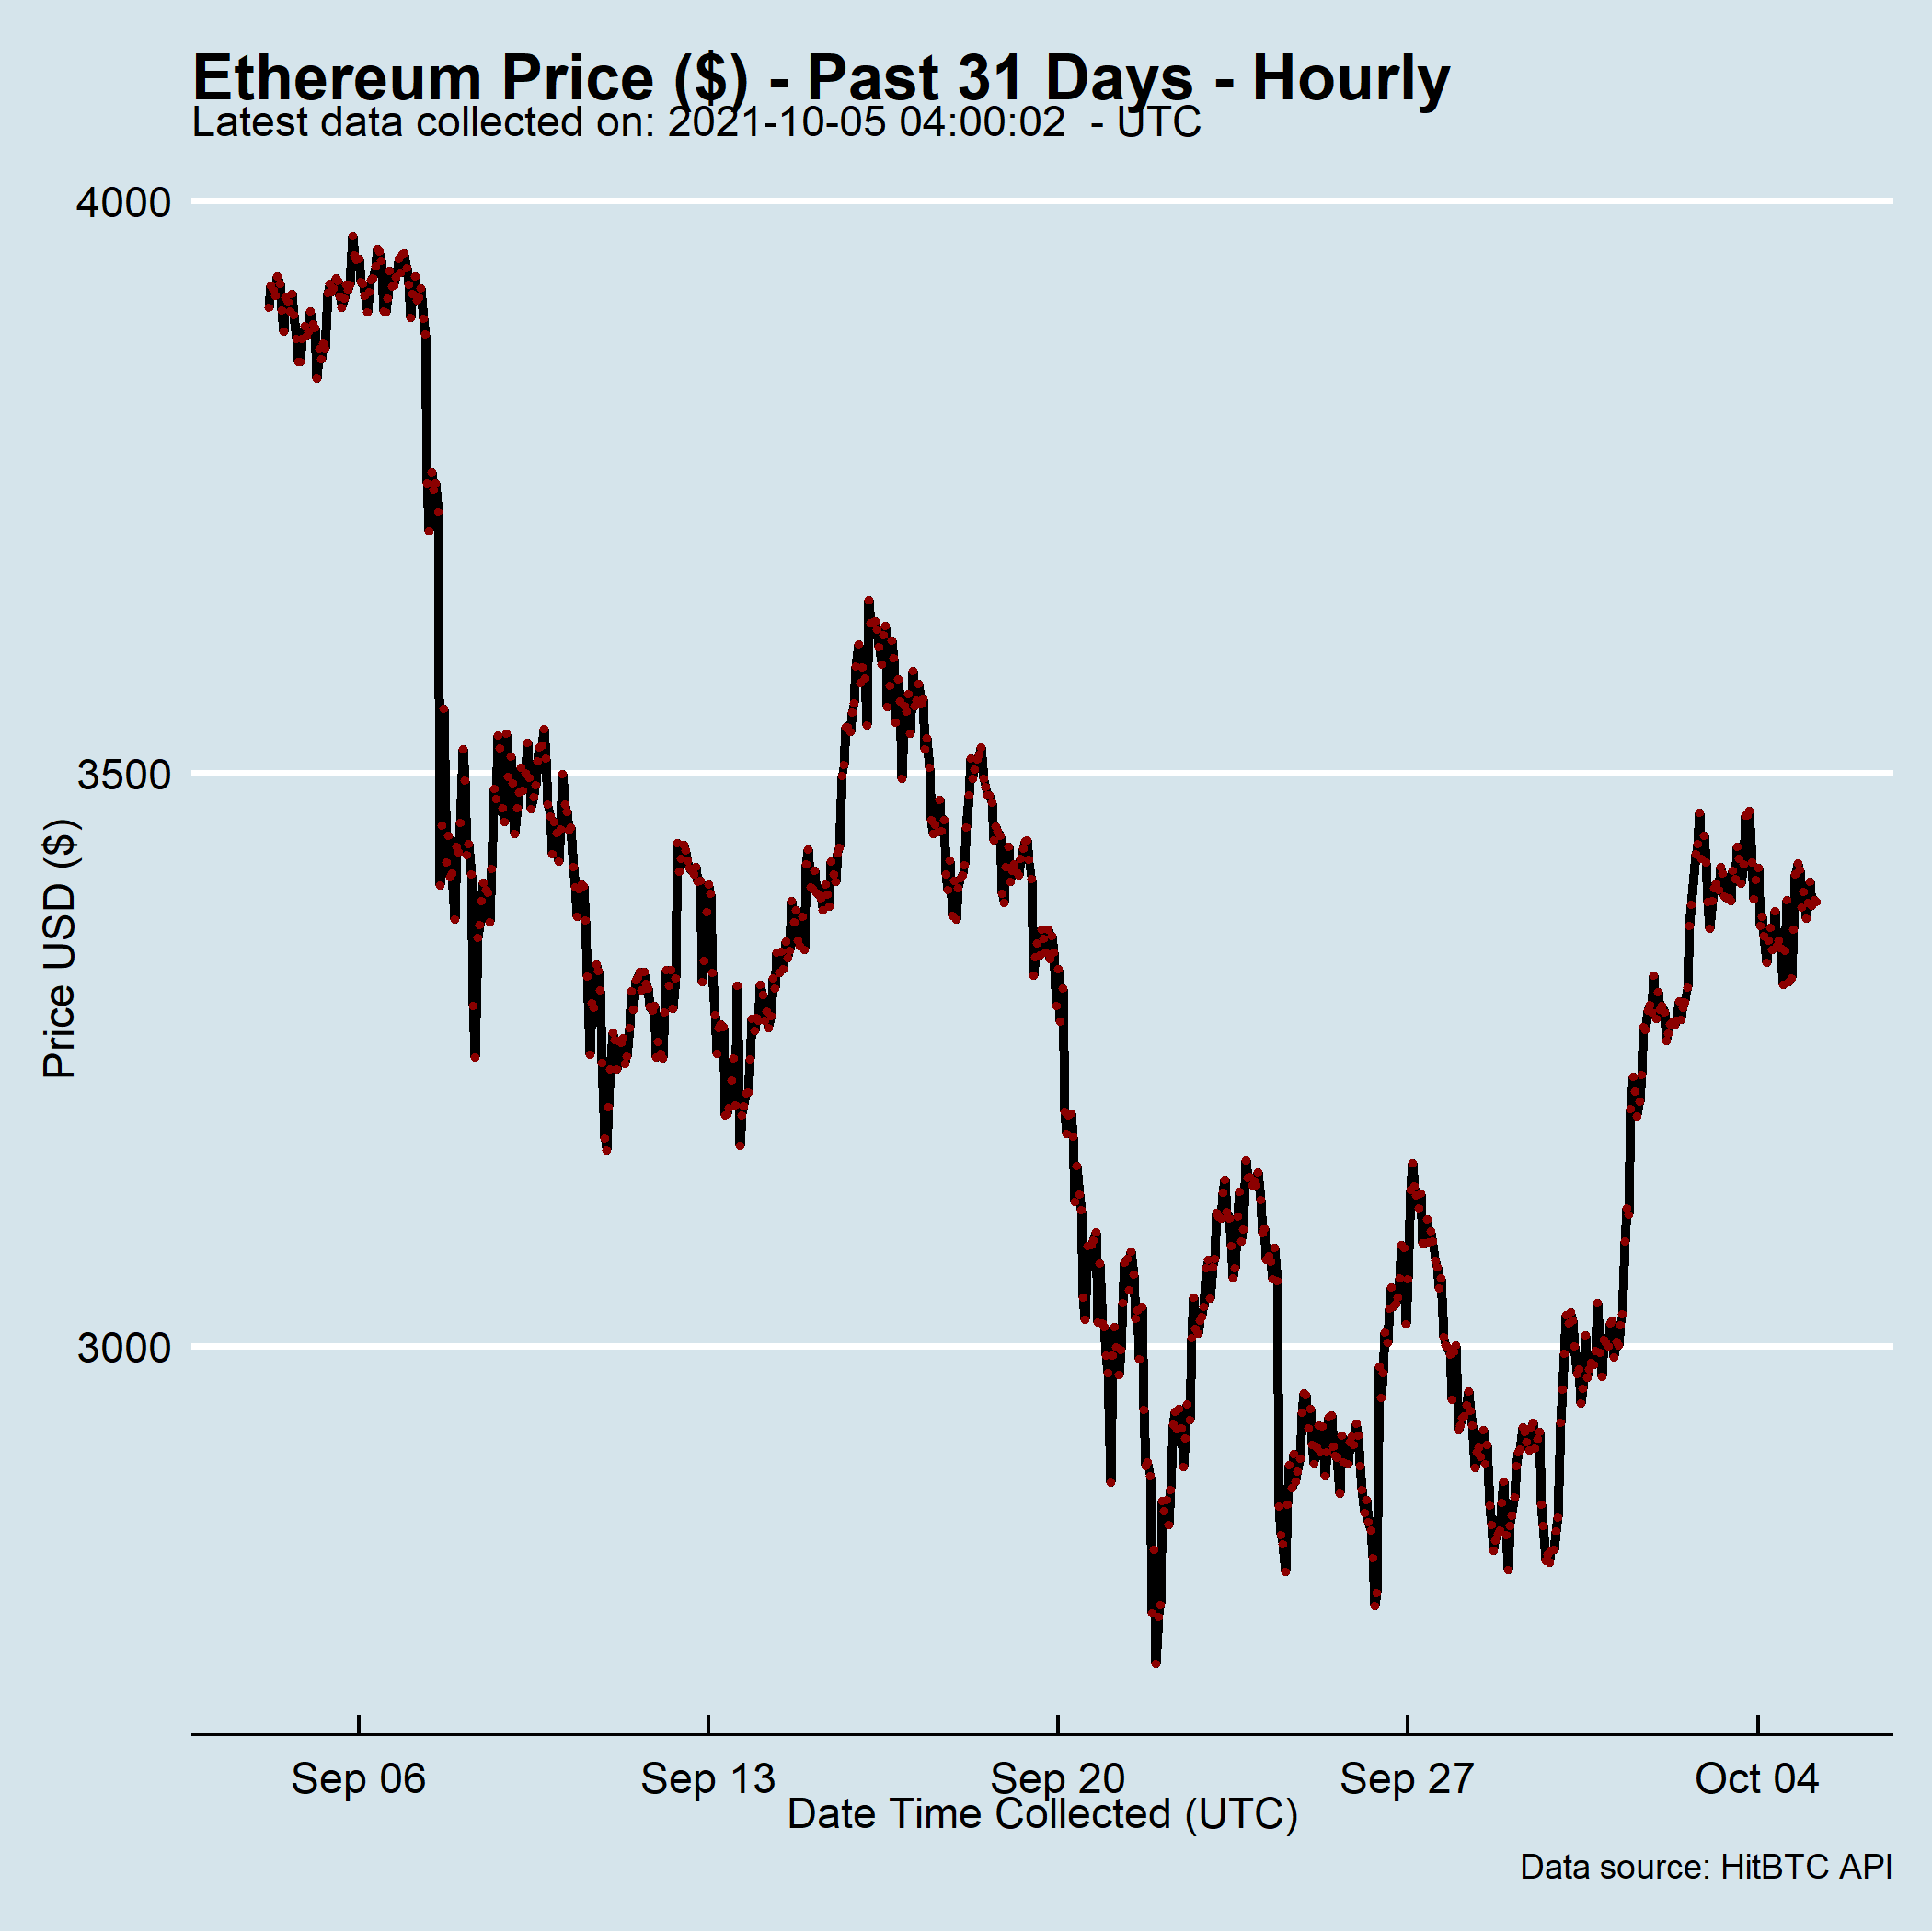 Ethereum Price ($) - Past 31 Days - Hourly
Latest data collected on: 2021-10-05 04:00:02  - UTC
4000
3500
3000
Price USD ($)
Sep 06
Sep 13
Sep 20
Sep 27
Oct 04
Date Time Collected (UTC)
Data source: HitBTC API